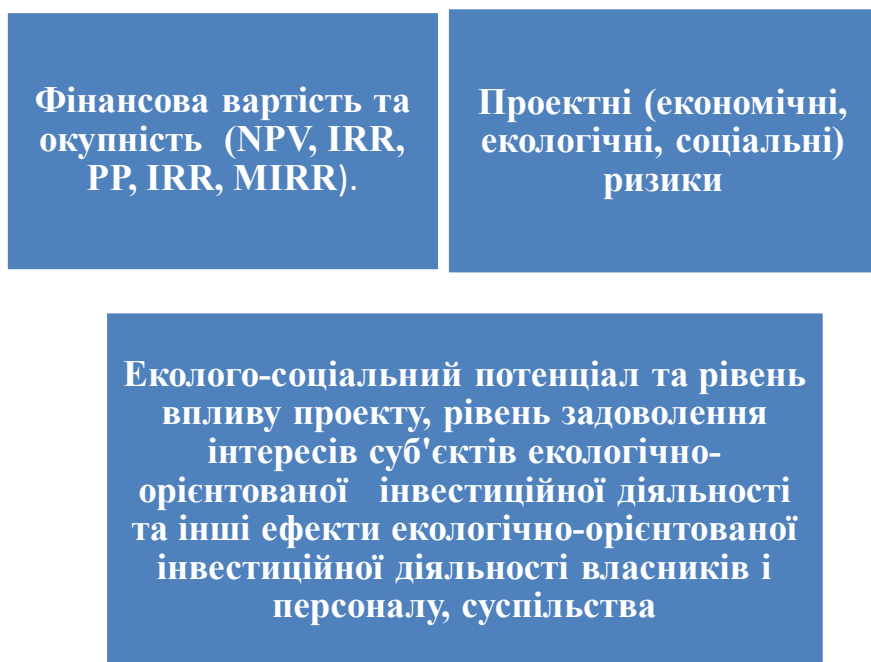 Фінансова вартість та
окупність (NPV, IRR,
PP, IRR, MIRR).
Проектні (економічні,
екологічні, соціальні)
ризики
Еколого-соціальний потенціал та рівень
впливу проекту, рівень задоволення
інтересів суб'єктів екологічно-
орієнтованої інвестиційної діяльності
та інші ефекти екологічно-орієнтованої
інвестиційної діяльності власників і
персоналу, суспільства